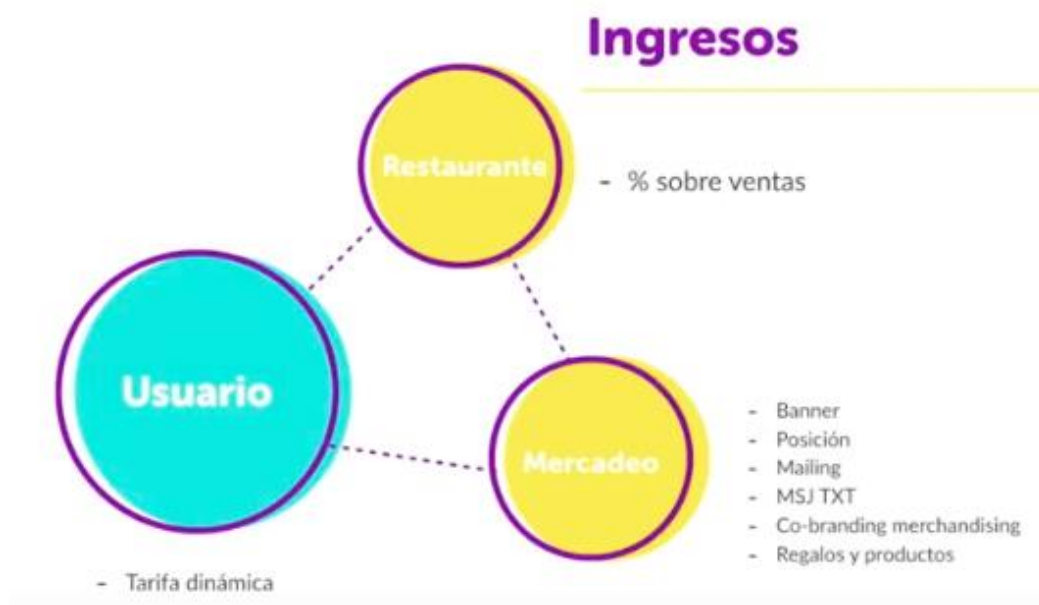 Ingresos
Restaurante
- % sobre ventas
Usuario
- Tarifa dinámica
Mercadeo
- Banner
- Posición
- Mailing
- MSJ TXT
- Co-branding merchandising
- Regalos y productos